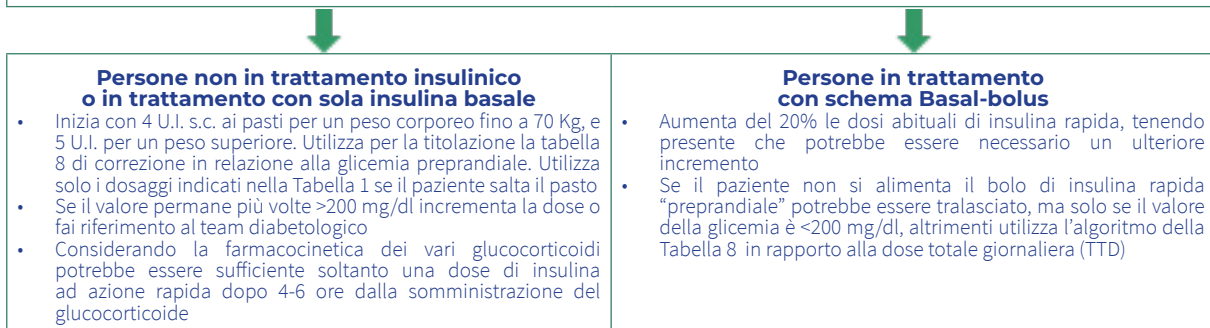 Persone non in trattamento insulinico
o in trattamento con sola insulina basale
• Inizia con 4 U.I. s.c. ai pasti per un peso corporeo fino a 70 Kg, e
5 U.I. per un peso superiore. Utilizza per la titolazione la tabella
8 di correzione in relazione alla glicemia preprandiale. Utilizza
solo i dosaggi indicati nella Tabella 1 se il paziente salta il pasto
• Se il valore permane più volte >200 mg/dl incrementa la dose o
fai riferimento al team diabetologico
• Considerando la farmacocinetica dei vari glucocorticoidi
potrebbe essere sufficiente soltanto una dose di insulina
ad azione rapida dopo 4-6 ore dalla somministrazione del
glucocorticoide
Persone in trattamento
con schema Basal-bolus
• Aumenta del 20% le dosi abituali di insulina rapida, tenendo
presente che potrebbe essere necessario un ulteriore
incremento
• Se il paziente non si alimenta il bolo di insulina rapida
“preprandiale” potrebbe essere tralasciato, ma solo se il valore
della glicemia è <200 mg/dl, altrimenti utilizza l’algoritmo della
Tabella 8 in rapporto alla dose totale giornaliera (TTD)